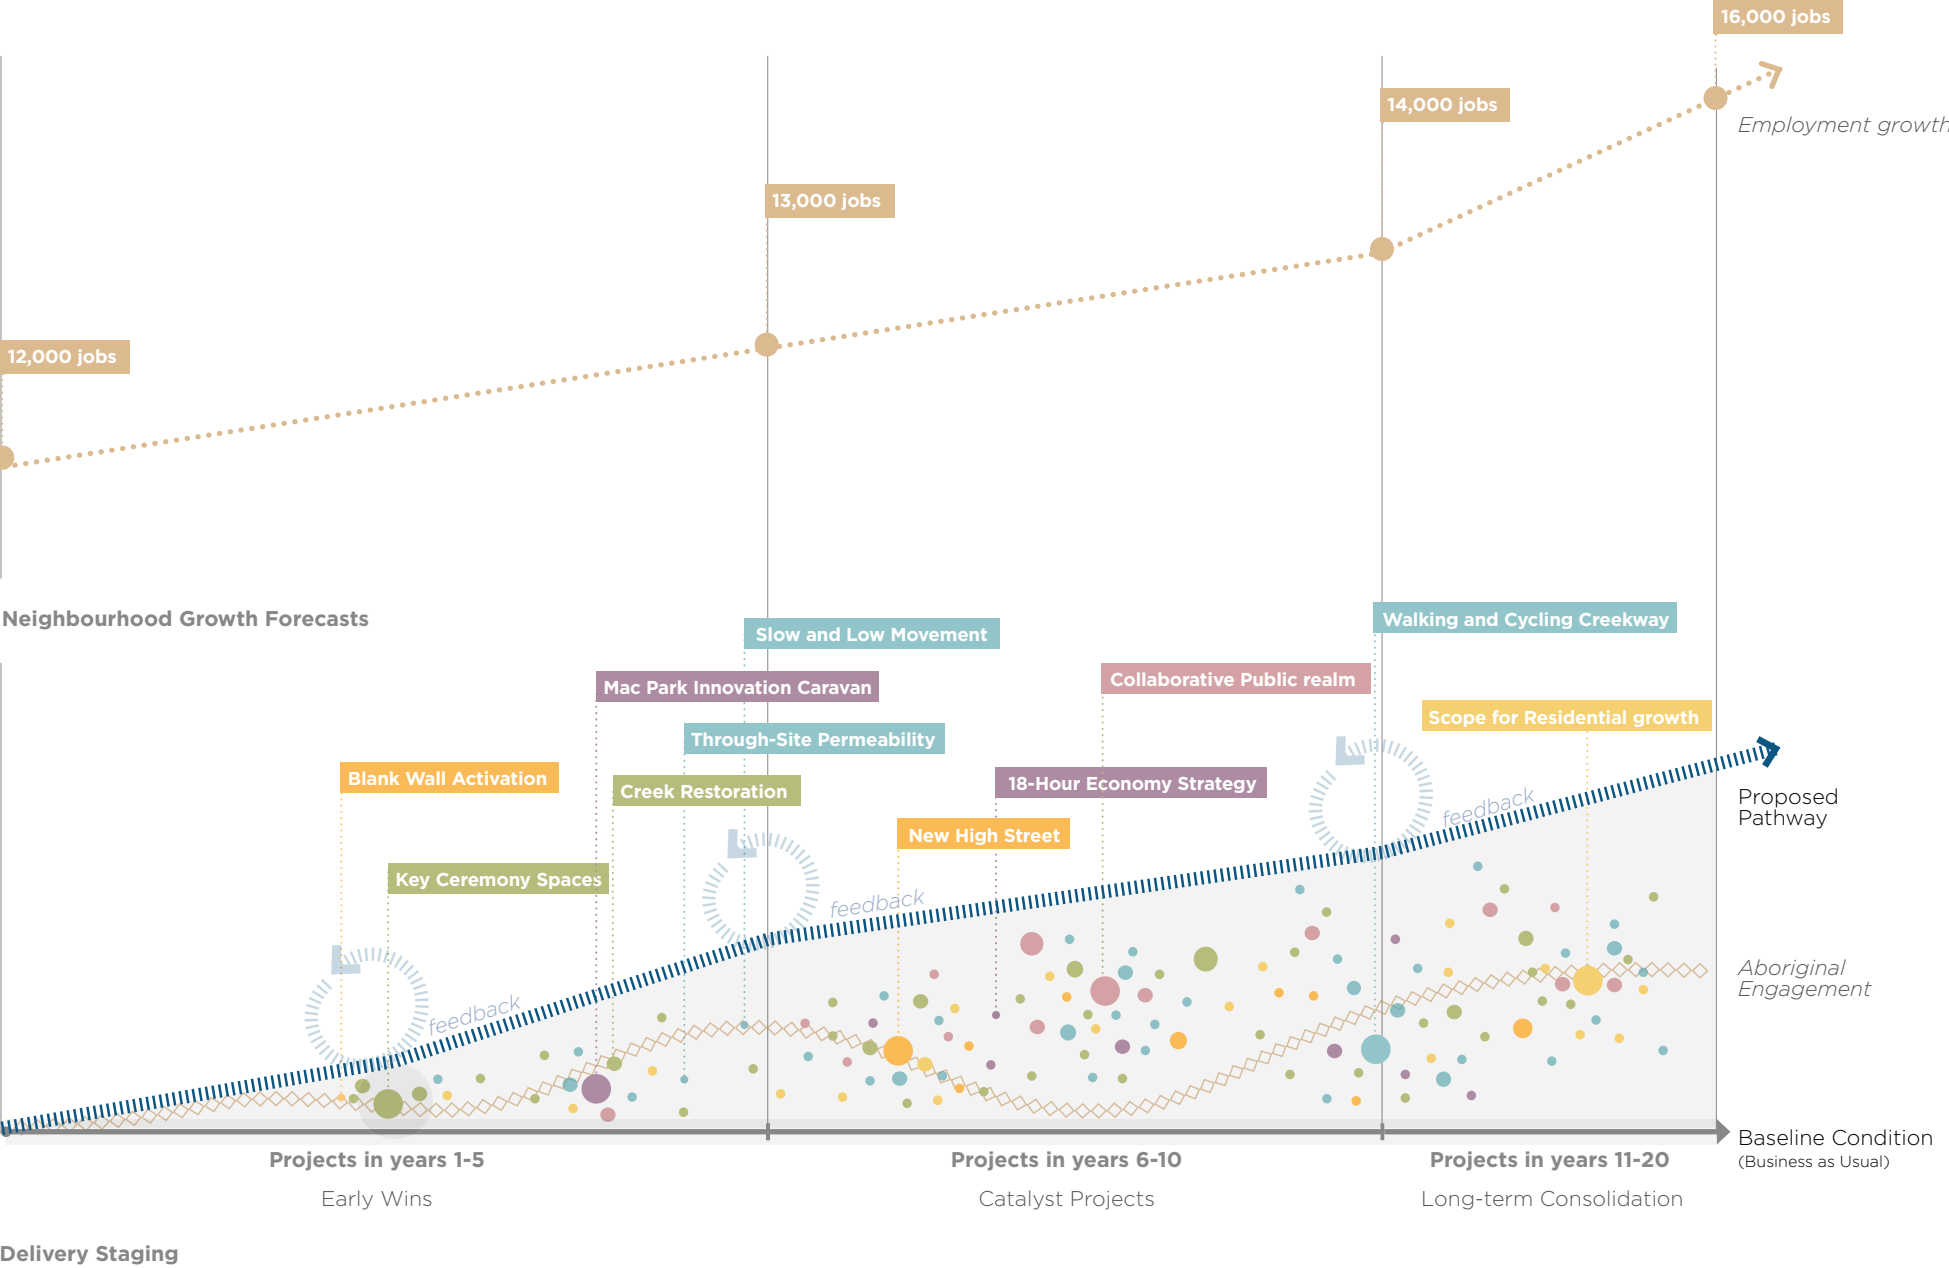 16,000 jobs
14,000 jobs
Employment growth
13,000 jobs
12,000 jobs
Neighbourhood Growth Forecasts
Walking and Cycling Creekway
Slow and Low Movement
Mac Park Innovation Caravan
Collaborative Public realm
Scope for Residential growth
Through-Site Permeability
Blank Wall Activation
18-Hour Economy Strategy
Creek Restoration
New High Street
Key Ceremony Spaces
feedback
feedback
feedback
Proposed
Pathway
Aboriginal
Engagement
Baseline Condition
(Business as Usual)
Projects in years 1-5
Projects in years 6-10
Projects in years 11-20
Early Wins
Catalyst Projects
Long-term Consolidation
Delivery Staging